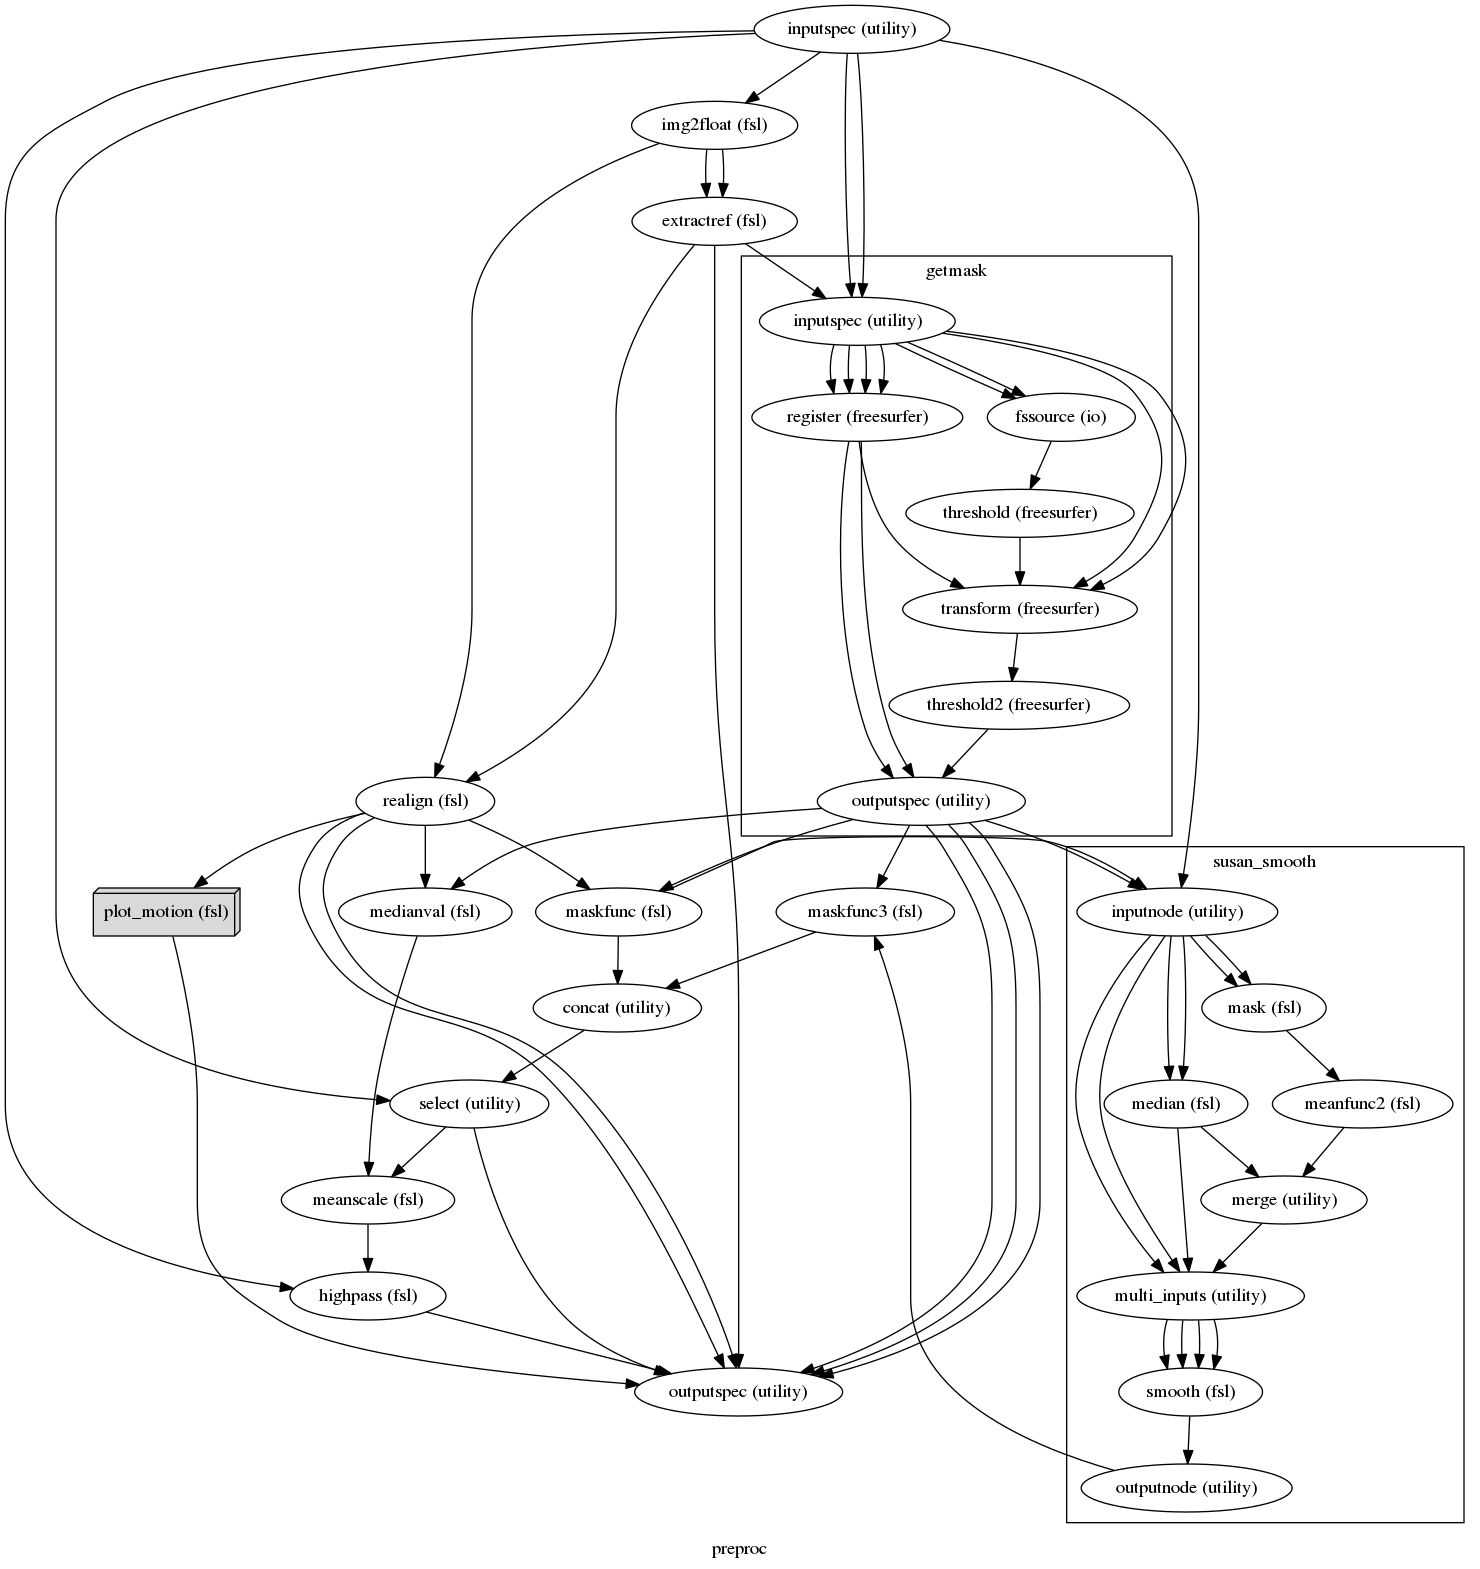 inputspec (utility)
img2float (fsl)
extractref (fsl)
getmask
inputspec (utility)
register (freesurfer)
fssource (io)
threshold (freesurfer)
transform (freesurfer)
threshold2 (freesurfer)
realign (fsl)
outputspec (utility)
susan_smooth
plot_motion (fsl)
medianval (fsl)
maskfunc (fsl)
maskfunc3 (fsl)
inputnode (utility)
concat (utility)
mask (fsl)
select (utility)
median (fsl)
meanfunc2 (fsl)
meanscale (fsl)
merge (utility)
highpass (fsl)
multi_inputs (utility)
outputspec (utility)
smooth (fsl)
outputnode (utility)
preproc